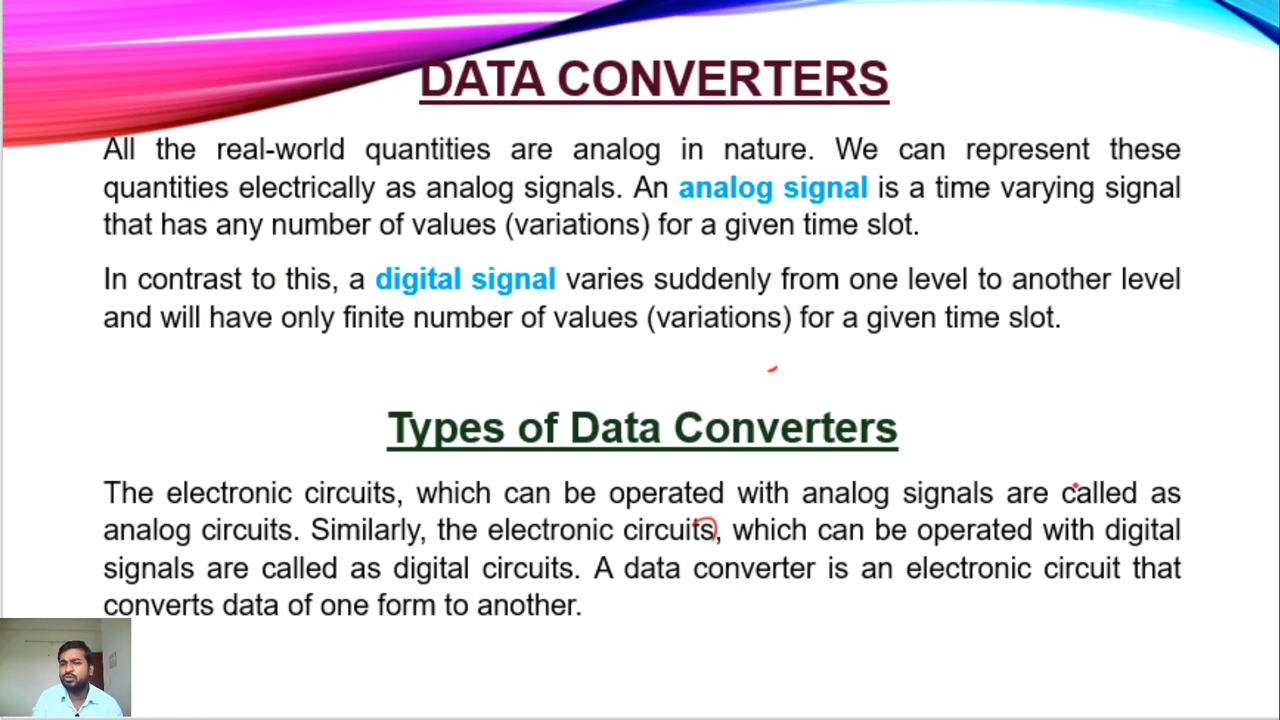 DATA CONVERTERS
All the real-world quantities are analog in nature. We can represent these
quantities electrically as analog signals. An analog signal is a time varying signal
that has any number of values (variations) for a given time slot.
In contrast to this, a digital signal varies suddenly from one level to another level
and will have only finite number of values (variations) for a given time slot.
Types of Data Converters
The electronic circuits, which can be operated with analog signals are called as
analog circuits. Similarly, the electronic circuits, which can be operated with digital
signals are called as digital circuits. A data converter is an electronic circuit that
converts data of one form to another.